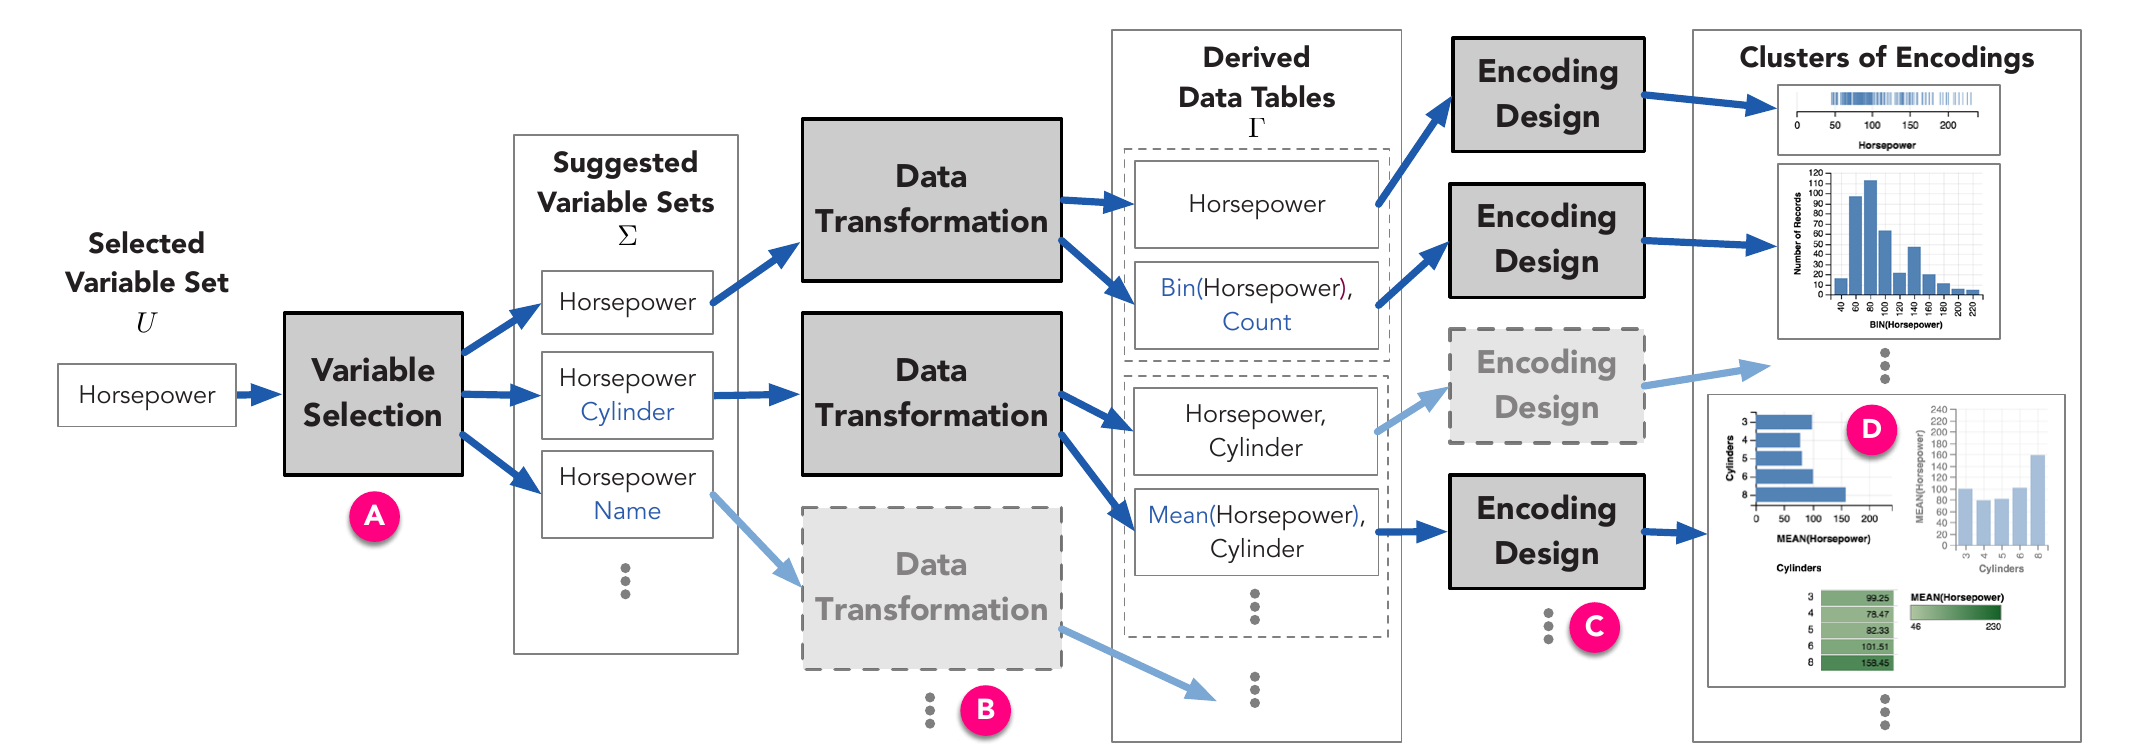 Selected
Variable Set
U
Horsepower
Variable
Selection
A
Suggested
Variable Sets
Σ
Horsepower
Horsepower
Cylinder
Horsepower
Name
Data
Transformation
Data
Transformation
Data
Transformation
B
Derived
Data Tables
Γ
Horsepower
Bin(Horsepower),
Count
Horsepower,
Cylinder
Mean(Horsepower),
Cylinder
Encoding
Design
Encoding
Design
Encoding
Design
Encoding
Design
C
Clusters of Encodings
0 50 100 150 200
Horsepower
Number of Records
120
110
100
90
80
70
60
50
40
30
20
10
0
40 60 80 100 120 140 160 180 200 220
BIN(Horsepower)
D
Cylinders
3
4
5
6
8
0 50 100 150 200
MEAN(Horsepower)
MEAN(Horsepower)
240
220
200
180
160
140
120
100
80
60
40
20
0
3 4 5 6 8
Cylinders
Cylinders
3 99.25
4 78.47
5 82.33
6 101.51
8 158.45
MEAN(Horsepower)
46 230